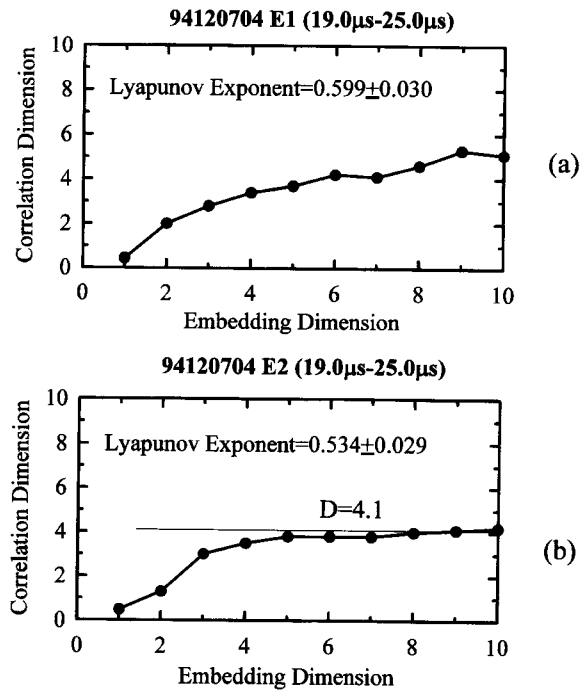 94120704 E1 (19.0μs-25.0μs)
10
8
6
4
2
0
Correlation Dimension
Lyapunov Exponent=0.599±0.030
(a)
0 2 4 6 8 10
Embedding Dimension
94120704 E2 (19.0μs-25.0μs)
10
8
6
4
2
0
Correlation Dimension
Lyapunov Exponent=0.534±0.029
D=4.1
(b)
0 2 4 6 8 10
Embedding Dimension